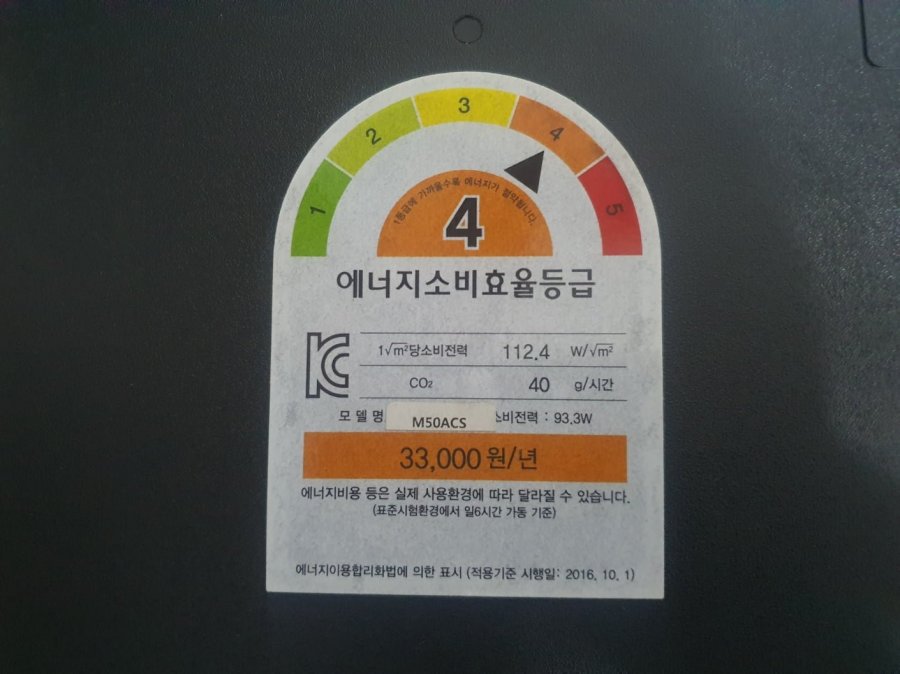 1 2 3 4 5
1등급에 가까울수록 에너지가 절약됩니다.
4
에너지소비효율등급
1√m²당소비전력 112.4 W/√m²
CO₂ 40 g/시간
모델명 M50ACS 소비전력 : 93.3W
33,000원/년
에너지비용 등은 실제 사용환경에 따라 달라질 수 있습니다.
(표준시험환경에서 일6시간 가동 기준)
에너지이용합리화법에 의한 표시 (적용기준 시행일: 2016. 10. 1)